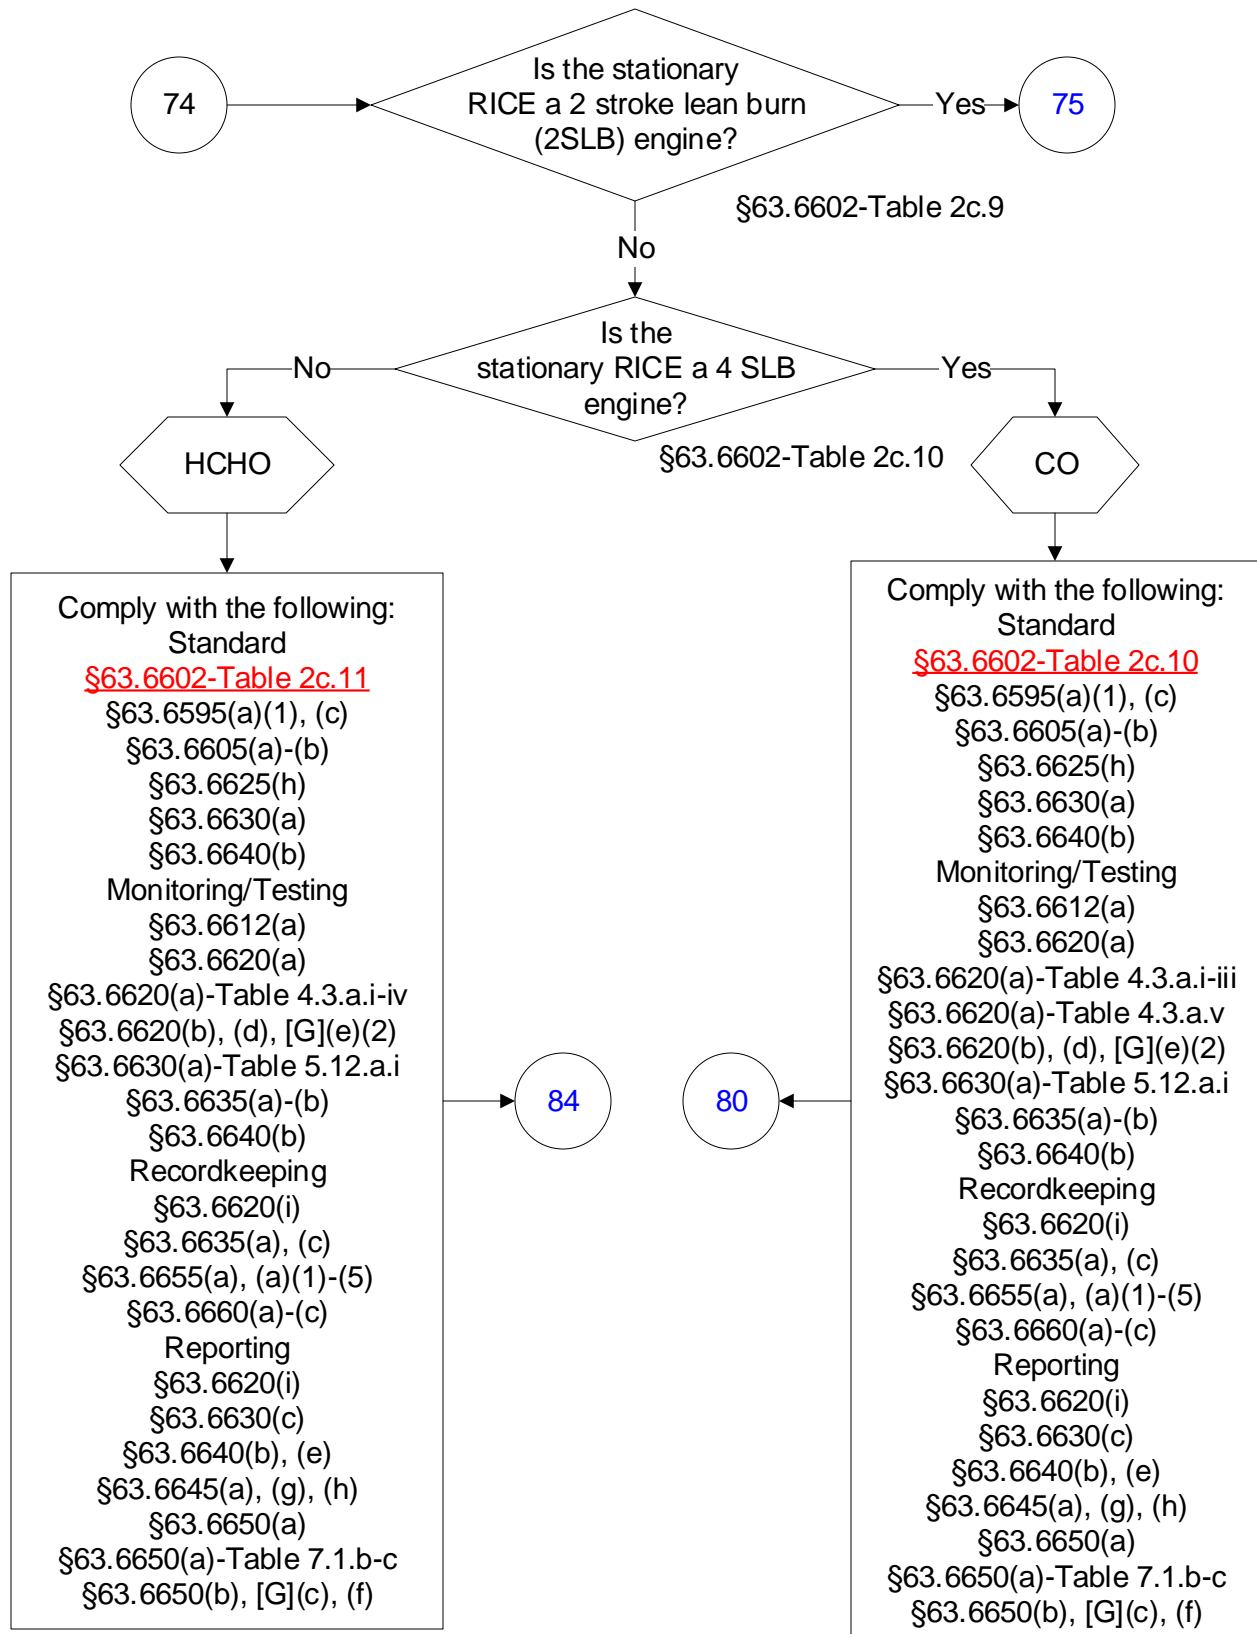 74
Is the stationary
RICE a 2 stroke lean burn
(2SLB) engine?
Yes
75
§63.6602-Table 2c.9
No
Is the
stationary RICE a 4 SLB
engine?
No
Yes
§63.6602-Table 2c.10
HCHO
CO
Comply with the following:
Standard
§63.6602-Table 2c.11
§63.6595(a)(1), (c)
§63.6605(a)-(b)
§63.6625(h)
§63.6630(a)
§63.6640(b)
Monitoring/Testing
§63.6612(a)
§63.6620(a)
§63.6620(a)-Table 4.3.a.i-iv
§63.6620(b), (d), [G](e)(2)
§63.6630(a)-Table 5.12.a.i
§63.6635(a)-(b)
§63.6640(b)
Recordkeeping
§63.6620(i)
§63.6635(a), (c)
§63.6655(a), (a)(1)-(5)
§63.6660(a)-(c)
Reporting
§63.6620(i)
§63.6630(c)
§63.6640(b), (e)
§63.6645(a), (g), (h)
§63.6650(a)
§63.6650(a)-Table 7.1.b-c
§63.6650(b), [G](c), (f)
84
80
Comply with the following:
Standard
§63.6602-Table 2c.10
§63.6595(a)(1), (c)
§63.6605(a)-(b)
§63.6625(h)
§63.6630(a)
§63.6640(b)
Monitoring/Testing
§63.6612(a)
§63.6620(a)
§63.6620(a)-Table 4.3.a.i-iii
§63.6620(a)-Table 4.3.a.v
§63.6620(b), (d), [G](e)(2)
§63.6630(a)-Table 5.12.a.i
§63.6635(a)-(b)
§63.6640(b)
Recordkeeping
§63.6620(i)
§63.6635(a), (c)
§63.6655(a), (a)(1)-(5)
§63.6660(a)-(c)
Reporting
§63.6620(i)
§63.6630(c)
§63.6640(b), (e)
§63.6645(a), (g), (h)
§63.6650(a)
§63.6650(a)-Table 7.1.b-c
§63.6650(b), [G](c), (f)